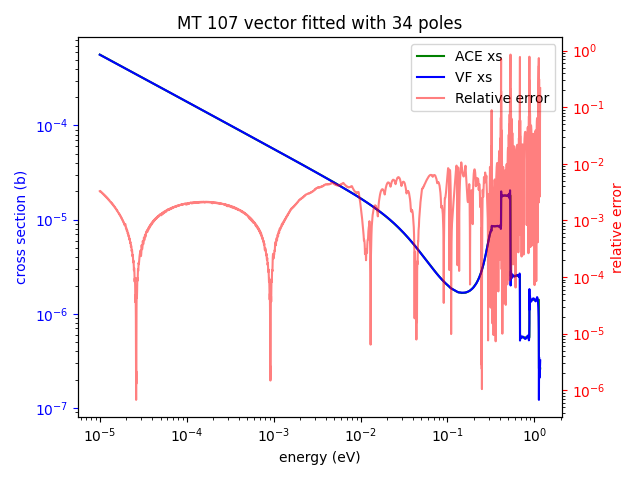 MT 107 vector fitted with 34 poles
ACE xs
VF xs
Relative error
cross section (b)
10⁻⁴
10⁻⁵
10⁻⁶
10⁻⁷
10⁰
10⁻¹
10⁻²
10⁻³
10⁻⁴
10⁻⁵
10⁻⁶
relative error
10⁻⁵ 10⁻⁴ 10⁻³ 10⁻² 10⁻¹ 10⁰
energy (eV)